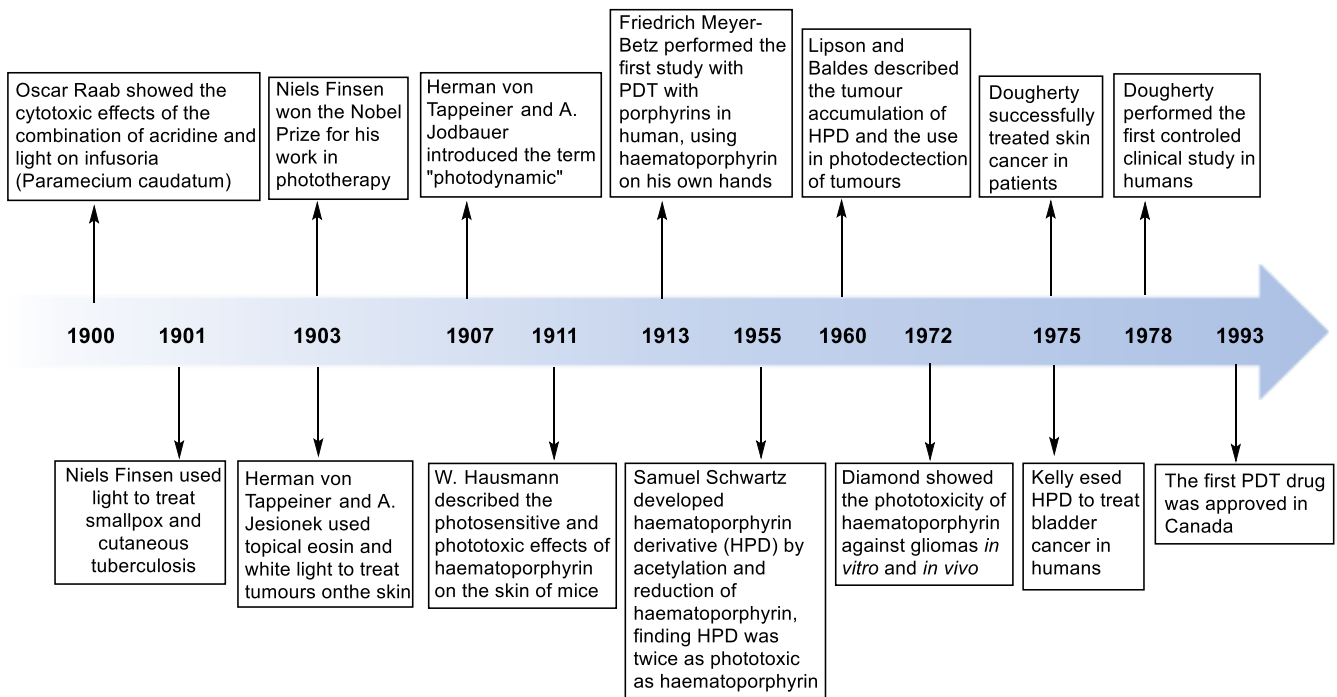 Oscar Raab showed the
cytotoxic effects of the
combination of acridine and
light on infusoria
(Paramecium caudatum)
Niels Finsen
won the Nobel
Prize for his
work in
phototherapy
Herman von
Tappeiner and A.
Jodbauer
introduced the term
"photodynamic"
Friedrich Meyer-
Betz performed the
first study with
PDT with
porphyrins in
human, using
haematoporphyrin
on his own hands
Lipson and
Baldes described
the tumour
accumulation of
HPD and the use
in photodectection
of tumours
Dougherty
successfully
treated skin
cancer in
patients
Dougherty
performed the
first controled
clinical study in
humans
1900 1901 1903 1907 1911 1913 1955 1960 1972 1975 1978 1993
Niels Finsen used
light to treat
smallpox and
cutaneous
tuberculosis
Herman von
Tappeiner and A.
Jesionek used
topical eosin and
white light to treat
tumours onthe skin
W. Hausmann
described the
photosensitive and
phototoxic effects of
haematoporphyrin
on the skin of mice
Samuel Schwartz
developed
haematoporphyrin
derivative (HPD) by
acetylation and
reduction of
haematoporphyrin,
finding HPD was
twice as phototoxic
as haematoporphyrin
Diamond showed
the phototoxicity of
haematoporphyrin
against gliomas in
vitro and in vivo
Kelly esed
HPD to treat
bladder
cancer in
humans
The first PDT drug
was approved in
Canada